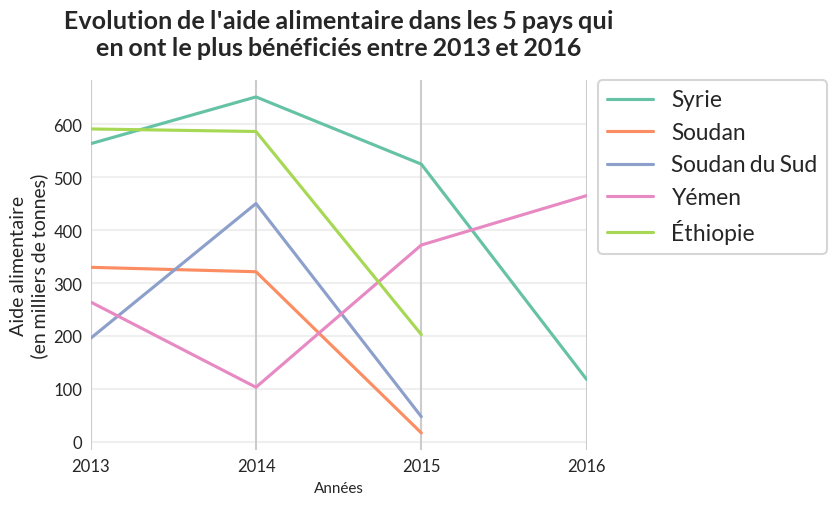 Evolution de l'aide alimentaire dans les 5 pays qui
en ont le plus bénéficiés entre 2013 et 2016
Syrie
Soudan
Soudan du Sud
Yémen
Éthiopie
Aide alimentaire
(en milliers de tonnes)
600
500
400
300
200
100
0
2013
2014
2015
2016
Années